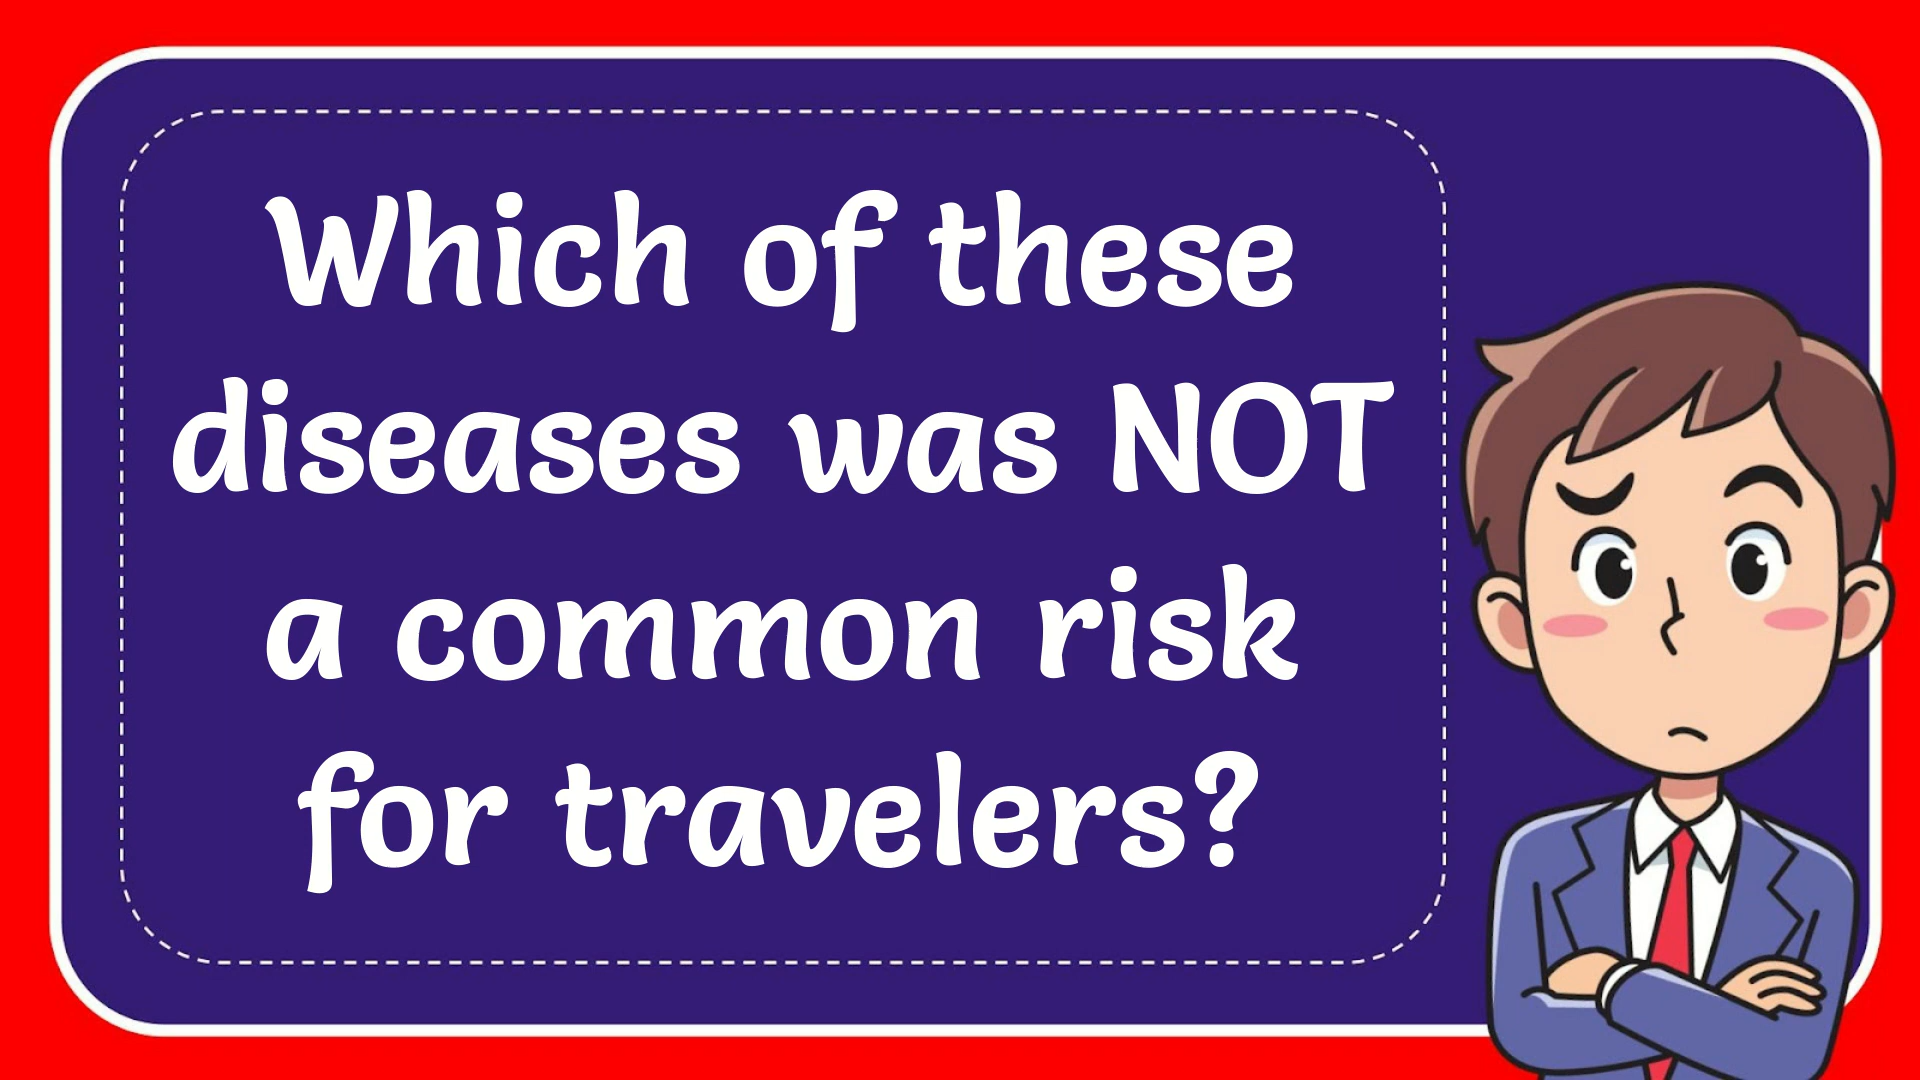 Which of these
diseases was NOT
a common risk
for travelers?